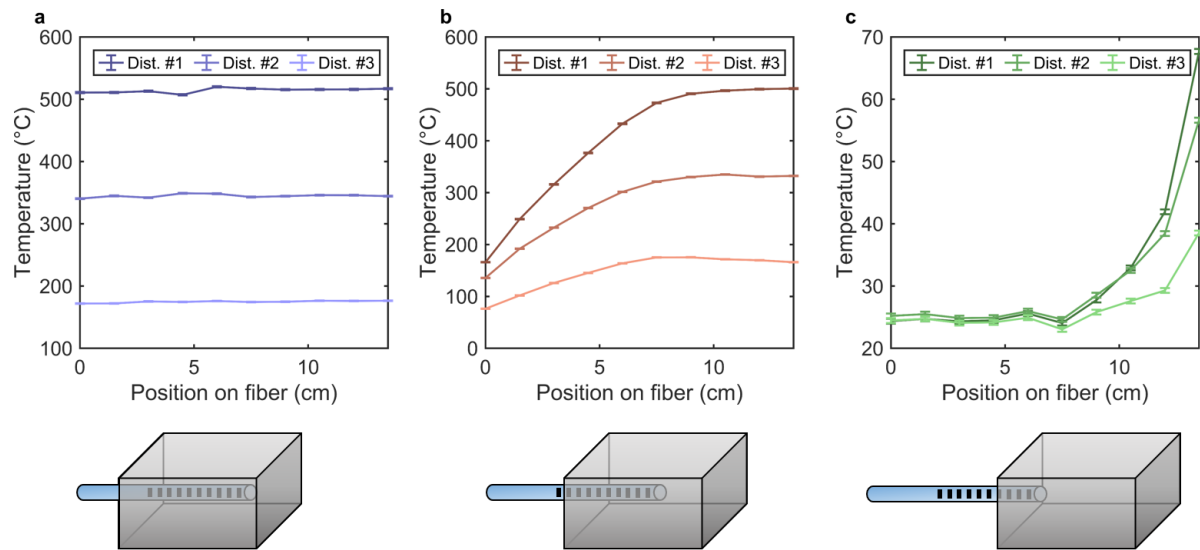 a
600
500
400
300
200
100
Temperature (°C)
Dist. #1 Dist. #2 Dist. #3
0 5 10
Position on fiber (cm)
b
600
500
400
300
200
100
0
Temperature (°C)
Dist. #1 Dist. #2 Dist. #3
0 5 10
Position on fiber (cm)
c
70
60
50
40
30
20
Temperature (°C)
Dist. #1 Dist. #2 Dist. #3
0 5 10
Position on fiber (cm)